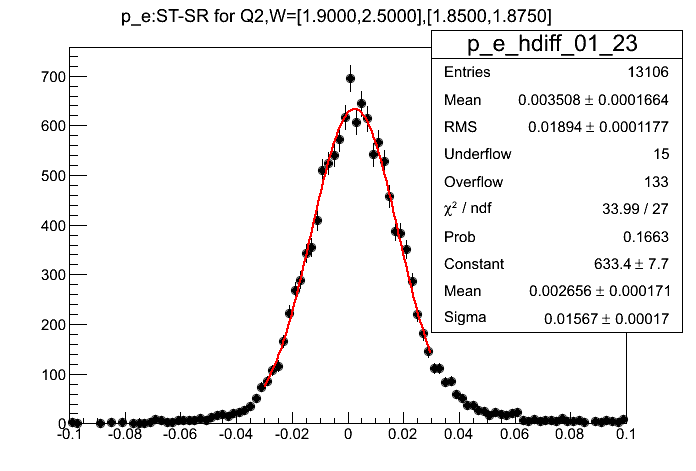 p_e:ST-SR for Q2,W=[1.9000,2.5000],[1.8500,1.8750]
p_e_hdiff_01_23
Entries 13106
Mean 0.003508 ± 0.0001664
RMS 0.01894 ± 0.0001177
Underflow 15
Overflow 133
χ² / ndf 33.99 / 27
Prob 0.1663
Constant 633.4 ± 7.7
Mean 0.002656 ± 0.000171
Sigma 0.01567 ± 0.00017
700
600
500
400
300
200
100
0
-0.1 -0.08 -0.06 -0.04 -0.02 0 0.02 0.04 0.06 0.08 0.1